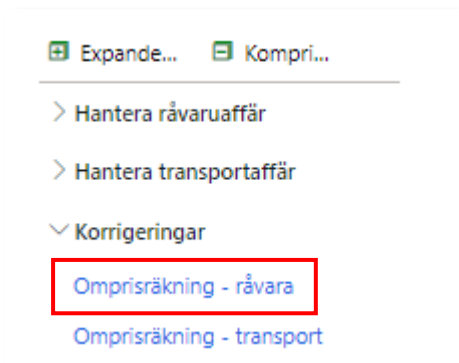 Expande... Kompri...
Hantera råvaruaffär
Hantera transportaffär
Korrigeringar
Omprisräkning - råvara
Omprisräkning - transport